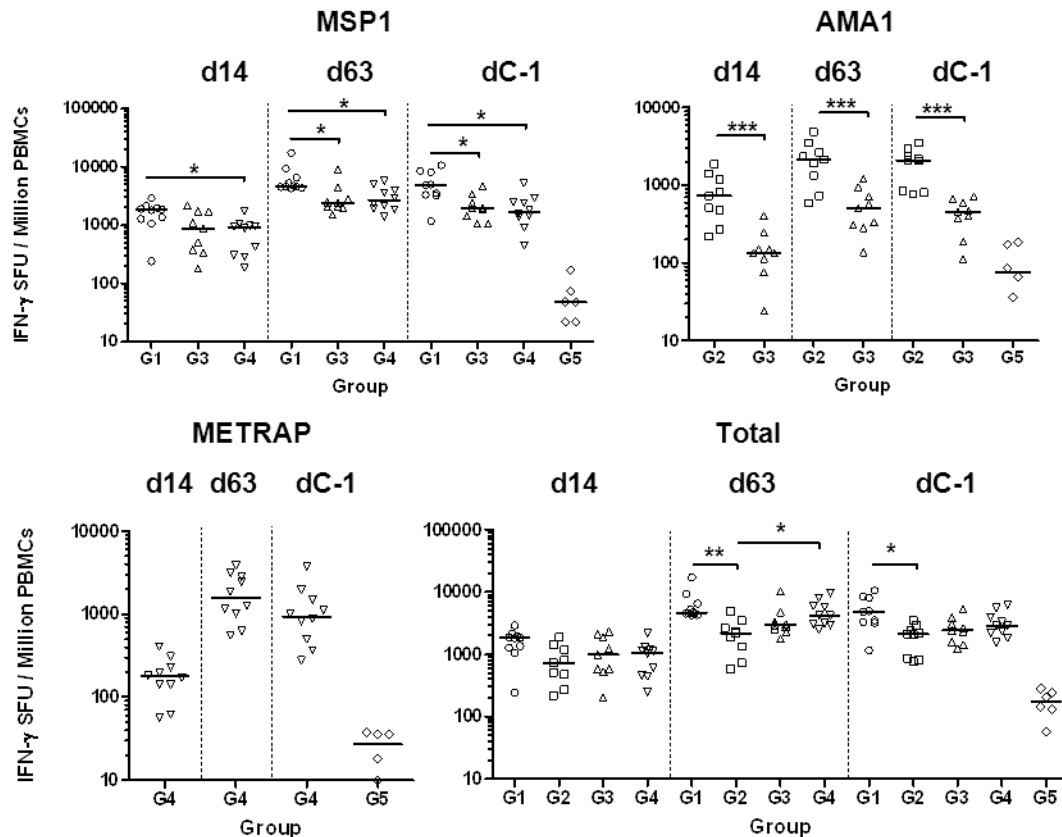 MSP1
d14 d63 dC-1
* * * * *
100000
10000
1000
100
10
IFN-γ SFU / Million PBMCs
G1 G3 G4 G1 G3 G4 G1 G3 G4 G5
Group
AMA1
d14 d63 dC-1
*** *** ***
10000
1000
100
10
G2 G3 G2 G3 G2 G3 G5
Group
METRAP
d14 d63 dC-1
10000
1000
100
10
IFN-γ SFU / Million PBMCs
G4 G4 G4 G5
Group
Total
d14 d63 dC-1
** * *
100000
10000
1000
100
10
G1 G2 G3 G4 G1 G2 G3 G4 G1 G2 G3 G4 G5
Group